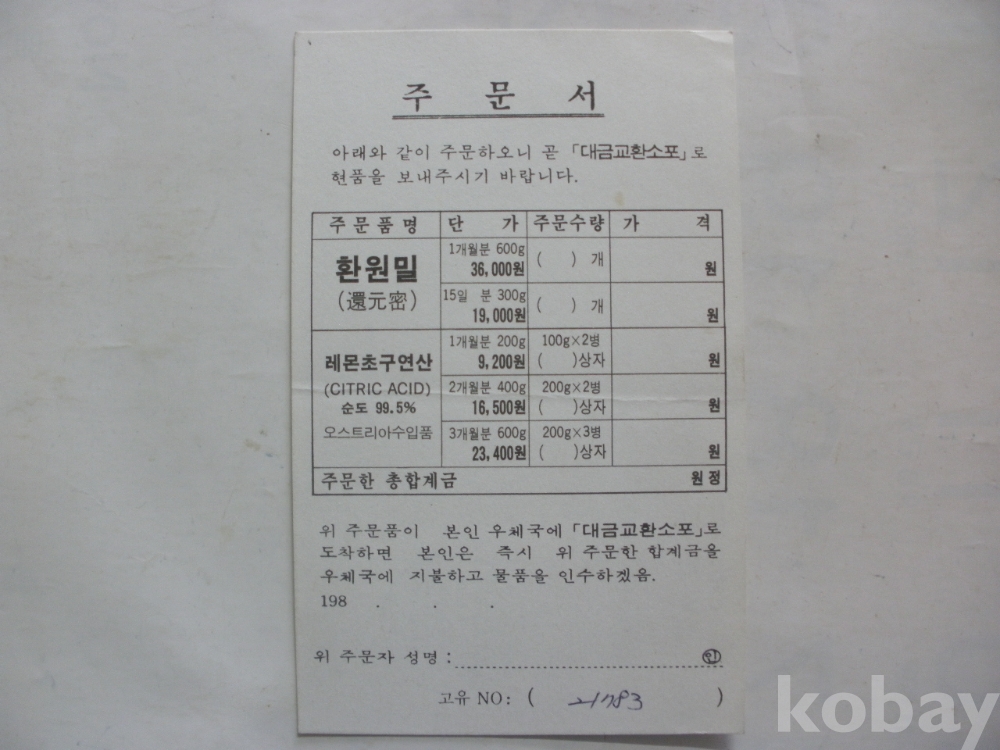 주 문 서
아래와 같이 주문하오니 곧 「대금교환소포」로
현품을 보내주시기 바랍니다.
주 문 품 명 단 가 주문수량 가 격
환원밀
(還元密)
1개월분 600g
36,000원
( ) 개
원
15일 분 300g
19,000원
( ) 개
원
레몬초구연산
(CITRIC ACID)
순도 99.5%
오스트리아수입품
1개월분 200g
9,200원
100g×2병
( )상자
원
2개월분 400g
16,500원
200g×2병
( )상자
원
3개월분 600g
23,400원
200g×3병
( )상자
원
주문한 총합계금 원정
위 주문품이 본인 우체국에 「대금교환소포」로
도착하면 본인은 즉시 위 주문한 합계금을
우체국에 지불하고 물품을 인수하겠음.
198 . . .
위 주문자 성명 : ㊞
고유 NO: ( 21783 )
kobay